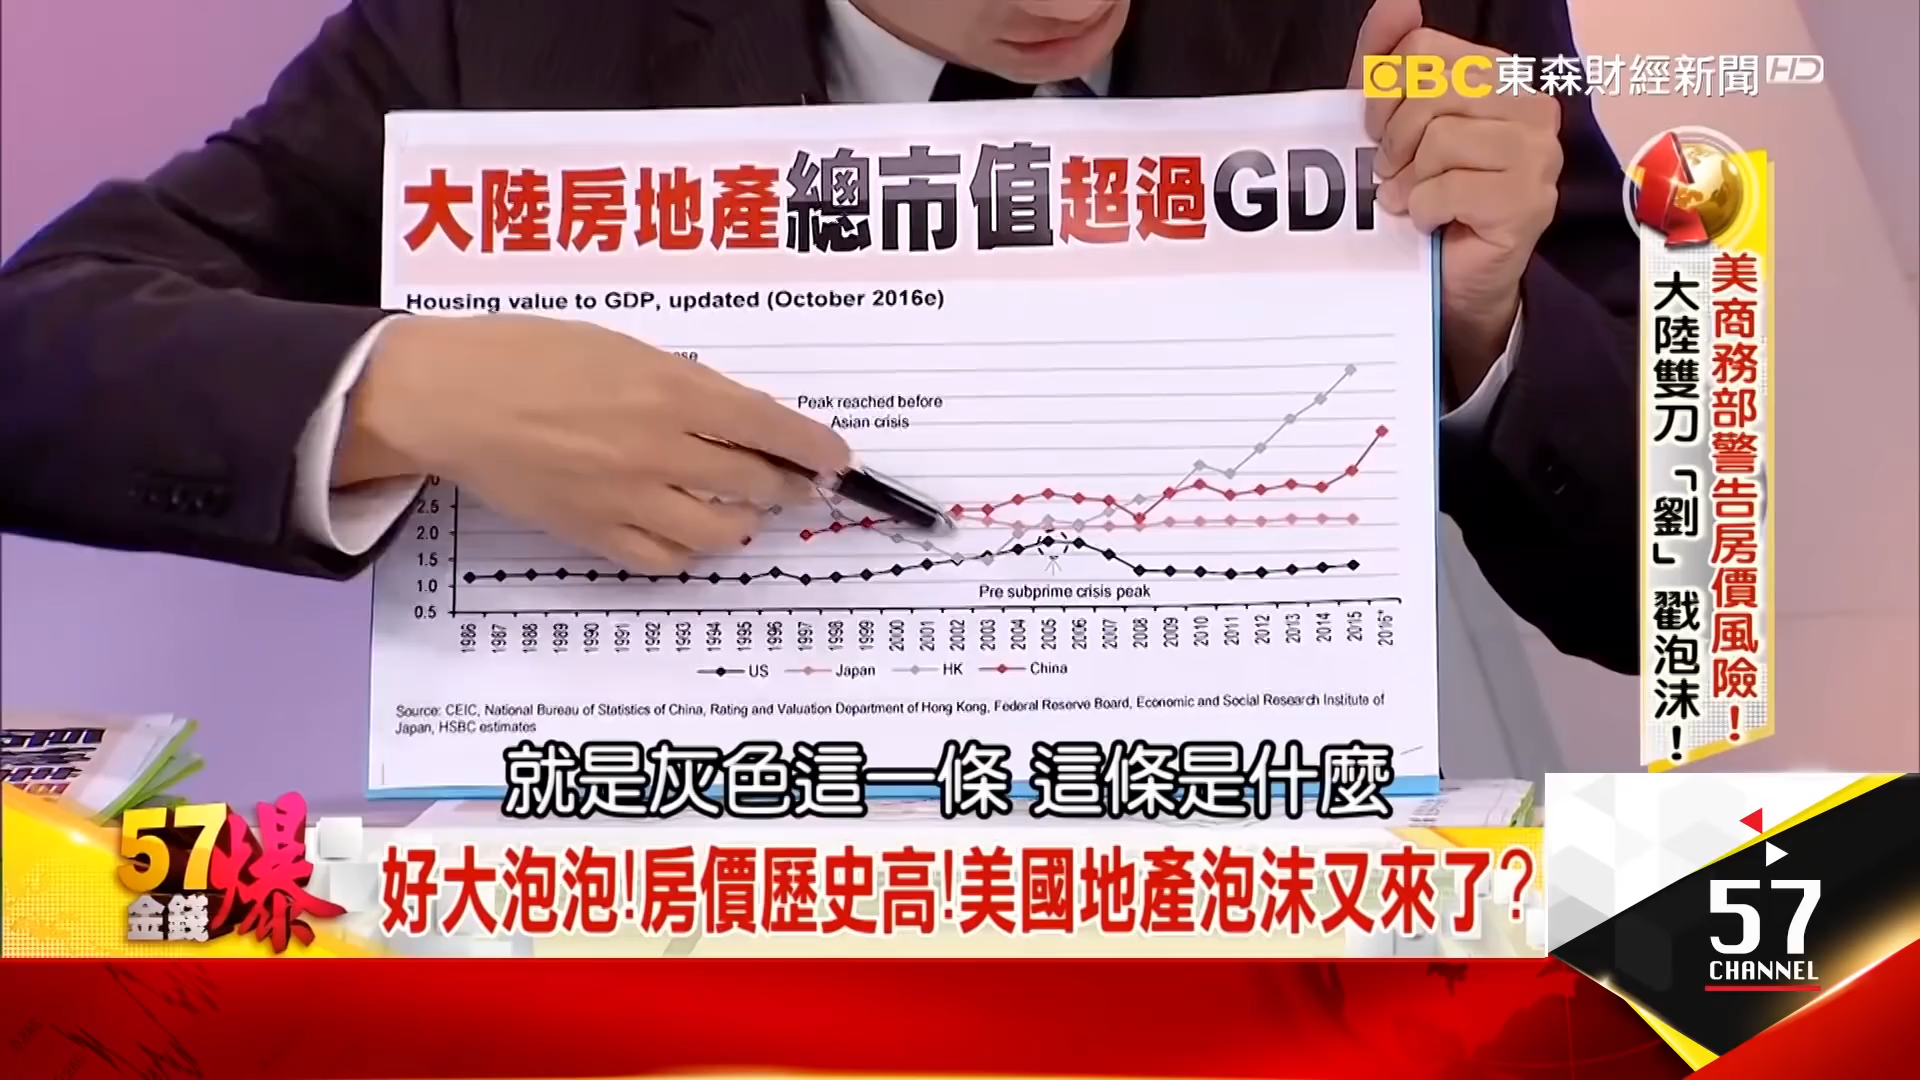 EBC東森財經新聞HD
大陸房地產總市值超過GDP
Housing value to GDP, updated (October 2016e)
Peak reached before
Asian crisis
2.5
2.0
1.5
1.0
0.5
Pre subprime crisis peak
1986 1987 1988 1989 1990 1991 1992 1993 1994 1995 1996 1997 1998 1999 2000 2001 2002 2003 2004 2005 2006 2007 2008 2009 2010 2011 2012 2013 2014 2015 2016*
US Japan HK China
Source: CEIC, National Bureau of Statistics of China, Rating and Valuation Department of Hong Kong, Federal Reserve Board, Economic and Social Research Institute of
Japan, HSBC estimates
美商務部警告房價風險!
大陸雙刀「劉」戳泡沫!
就是灰色這一條 這條是什麼
57
金錢爆
好大泡泡!房價歷史高!美國地產泡沫又來了?
57
CHANNEL